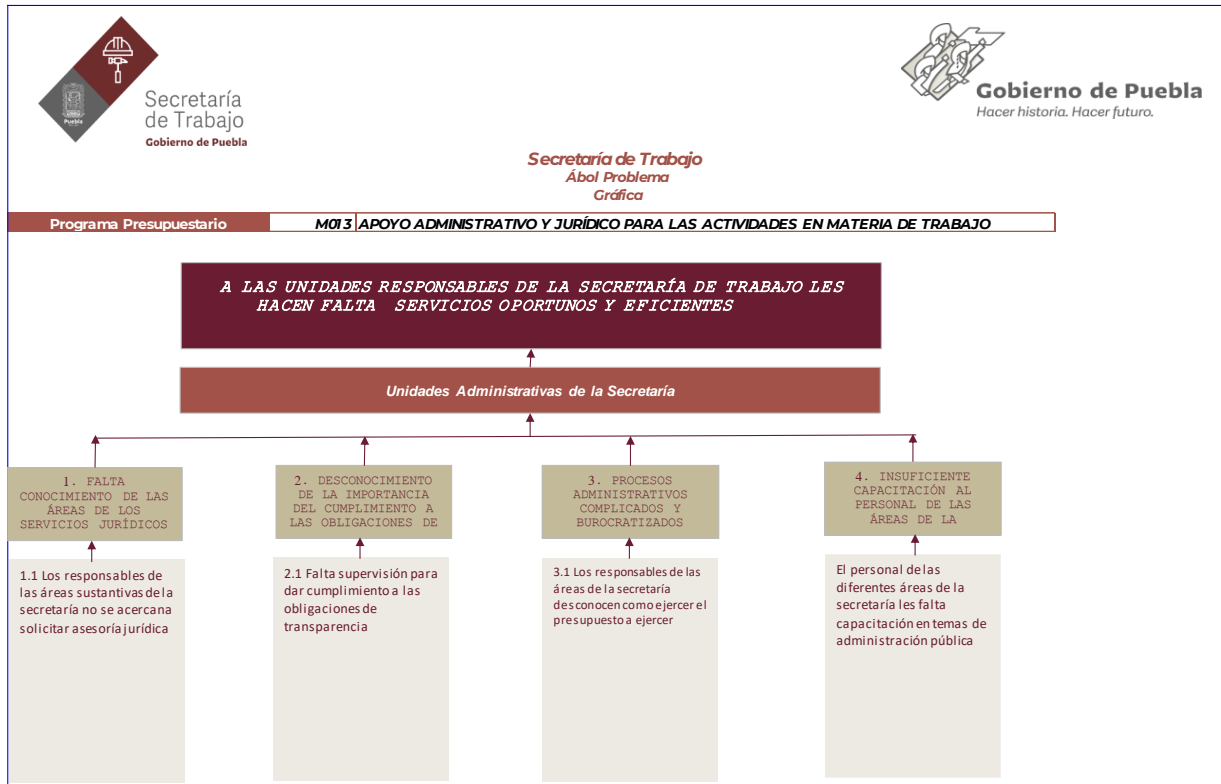 Secretaría
de Trabajo
Gobierno de Puebla
Puebla
Gobierno de Puebla
Hacer historia. Hacer futuro.
Secretaría de Trabajo
Ábol Problema
Gráfica
Programa Presupuestario M013 APOYO ADMINISTRATIVO Y JURÍDICO PARA LAS ACTIVIDADES EN MATERIA DE TRABAJO
A LAS UNIDADES RESPONSABLES DE LA SECRETARÍA DE TRABAJO LES
HACEN FALTA SERVICIOS OPORTUNOS Y EFICIENTES
Unidades Administrativas de la Secretaría
1. FALTA
CONOCIMIENTO DE LAS
ÁREAS DE LOS
SERVICIOS JURÍDICOS
2. DESCONOCIMIENTO
DE LA IMPORTANCIA
DEL CUMPLIMIENTO A
LAS OBLIGACIONES DE
3. PROCESOS
ADMINISTRATIVOS
COMPLICADOS Y
BUROCRATIZADOS
4. INSUFICIENTE
CAPACITACIÓN AL
PERSONAL DE LAS
ÁREAS DE LA
1.1 Los responsables de
las áreas sustantivas de la
secretaría no se acercana
solicitar asesoría jurídica
2.1 Falta supervisión para
dar cumplimiento a las
obligaciones de
transparencia
3.1 Los responsables de las
áreas de la secretaría
desconocen como ejercer el
presupuesto a ejercer
El personal de las
diferentes áreas de la
secretaría les falta
capacitación en temas de
administración pública